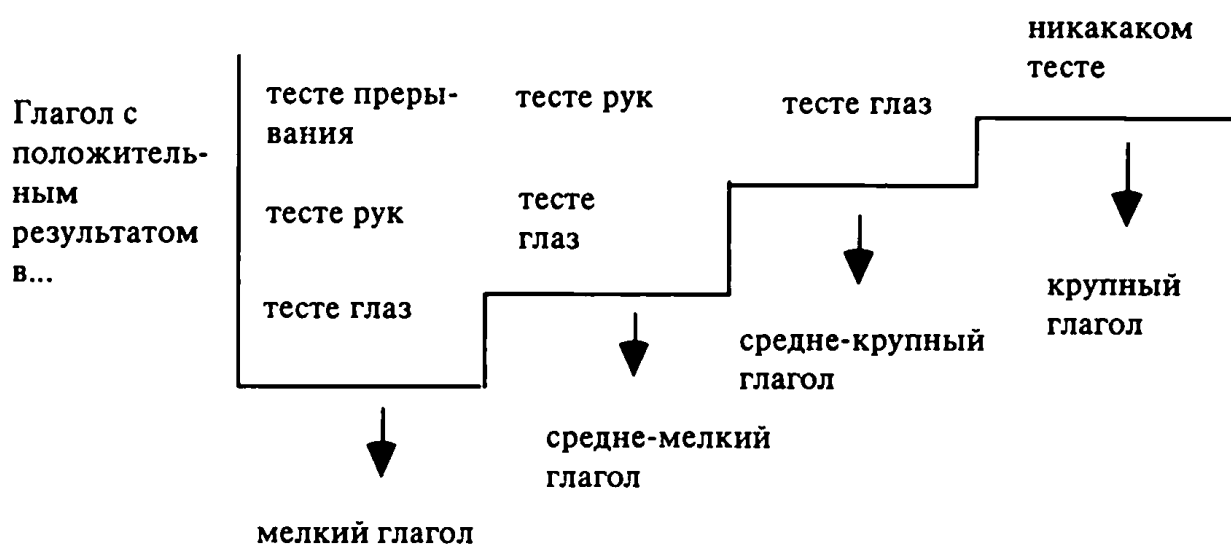 Глагол с
положитель-
ным
результатом
в...
тесте преры-
вания
тесте рук
тесте глаз
тесте рук
тесте
глаз
тесте глаз
никакаком
тесте
мелкий глагол
средне-мелкий
глагол
средне-крупный
глагол
крупный
глагол